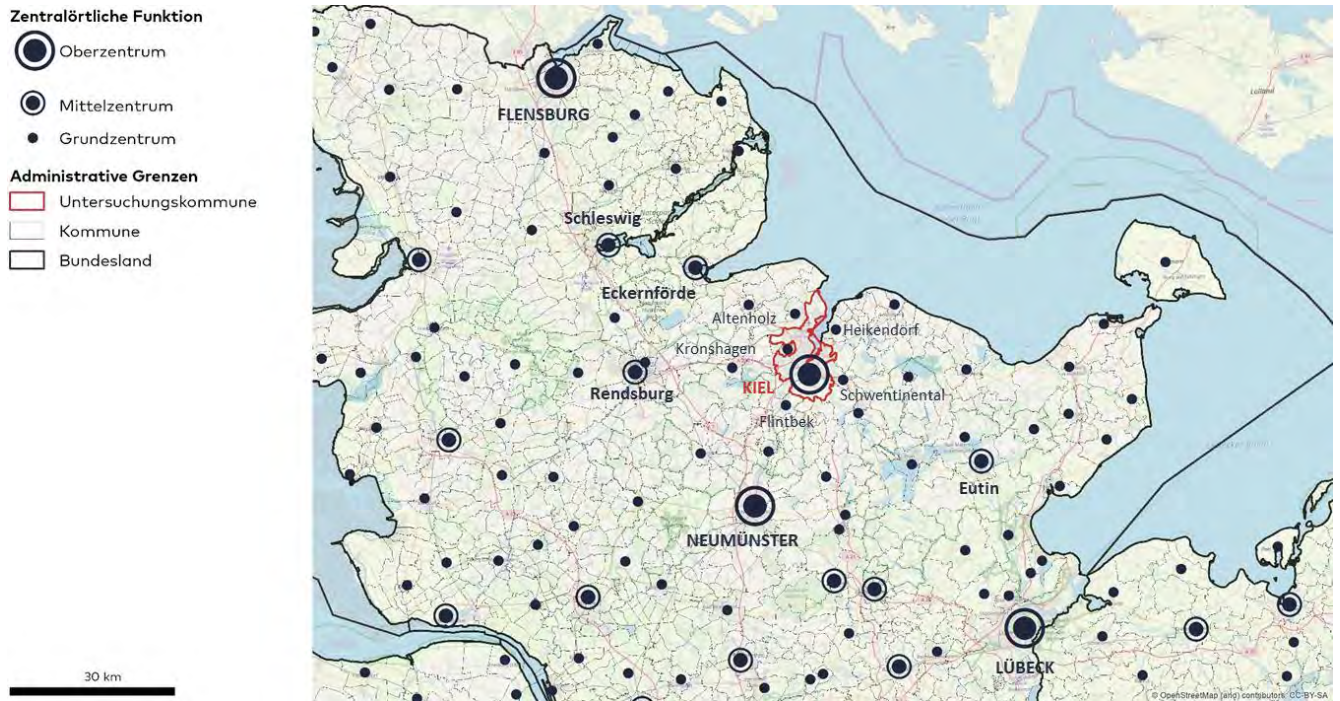 Zentralörtliche Funktion
Oberzentrum
Mittelzentrum
Grundzentrum
Administrative Grenzen
Untersuchungskommune
Kommune
Bundesland
30 km
FLENSBURG
Schleswig
Eckernförde
Altenholz
Heikendorf
Kronshagen
KIEL
Rendsburg
Schwentinental
Flintbek
Eutin
NEUMÜNSTER
LÜBECK
© OpenStreetMap (and) contributors, CC-BY-SA